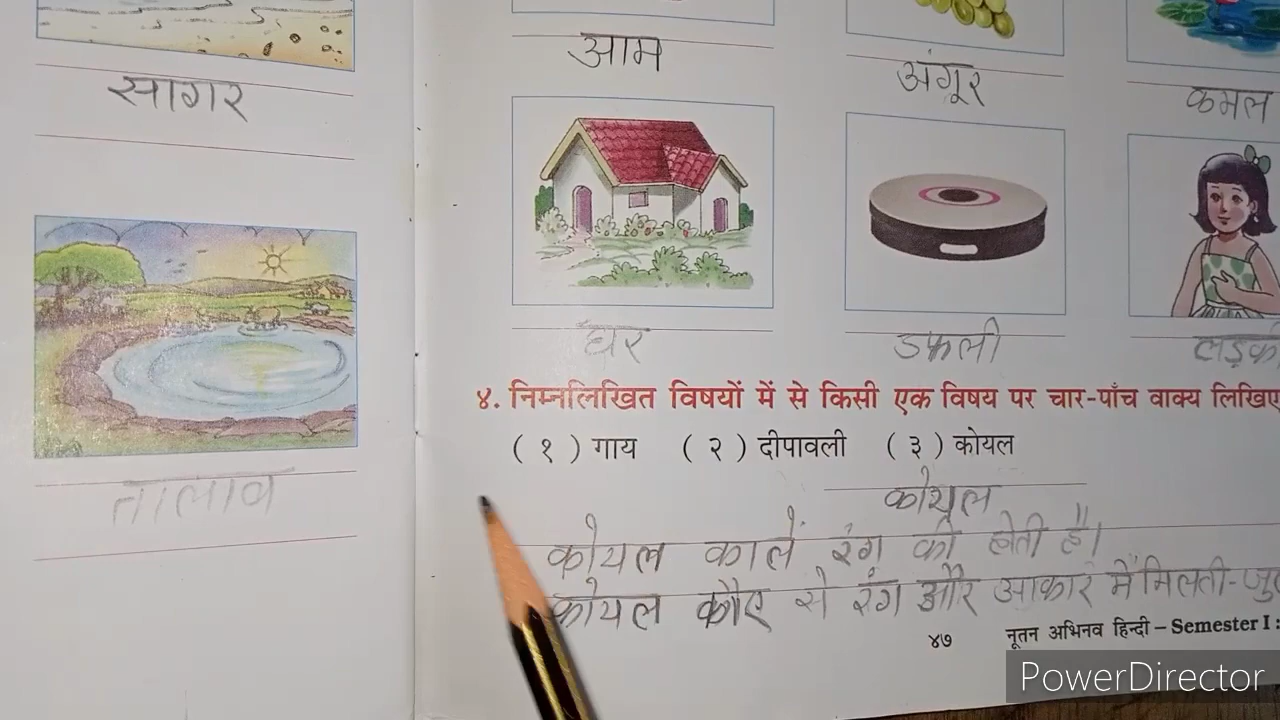 सागर
तालाव
आम
अंगूर
कमल
घर
डफली
४. निम्नलिखित विषयों में से किसी एक विषय पर चार-पाँच वाक्य लिखिए
( १ ) गाय ( २ ) दीपावली ( ३ ) कोयल
कोयल
कोयल कालें रंग की होती है।
कोयल कौए से रंग और आकार में मिलती-
४७ नूतन अभिनव हिन्दी – Semester I :
PowerDirector